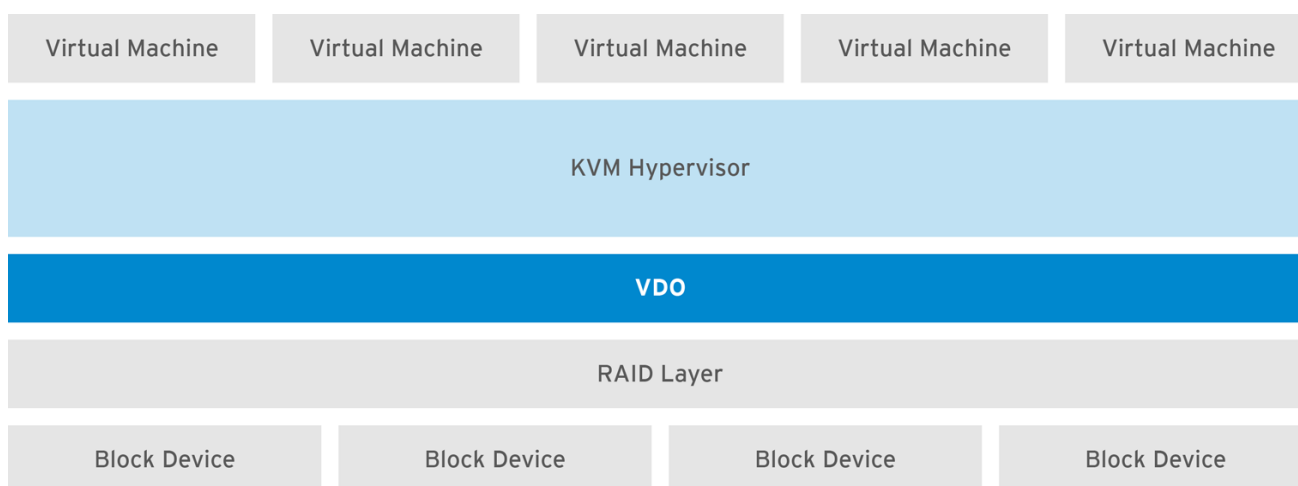 Virtual Machine Virtual Machine Virtual Machine Virtual Machine Virtual Machine
KVM Hypervisor
VDO
RAID Layer
Block Device Block Device Block Device Block Device